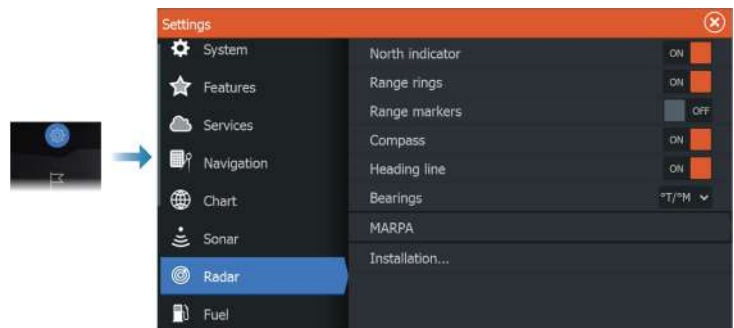 Settings
System
Features
Services
Navigation
Chart
Sonar
Radar
Fuel
North indicator ON
Range rings ON
Range markers OFF
Compass ON
Heading line ON
Bearings °T/°M
MARPA
Installation...